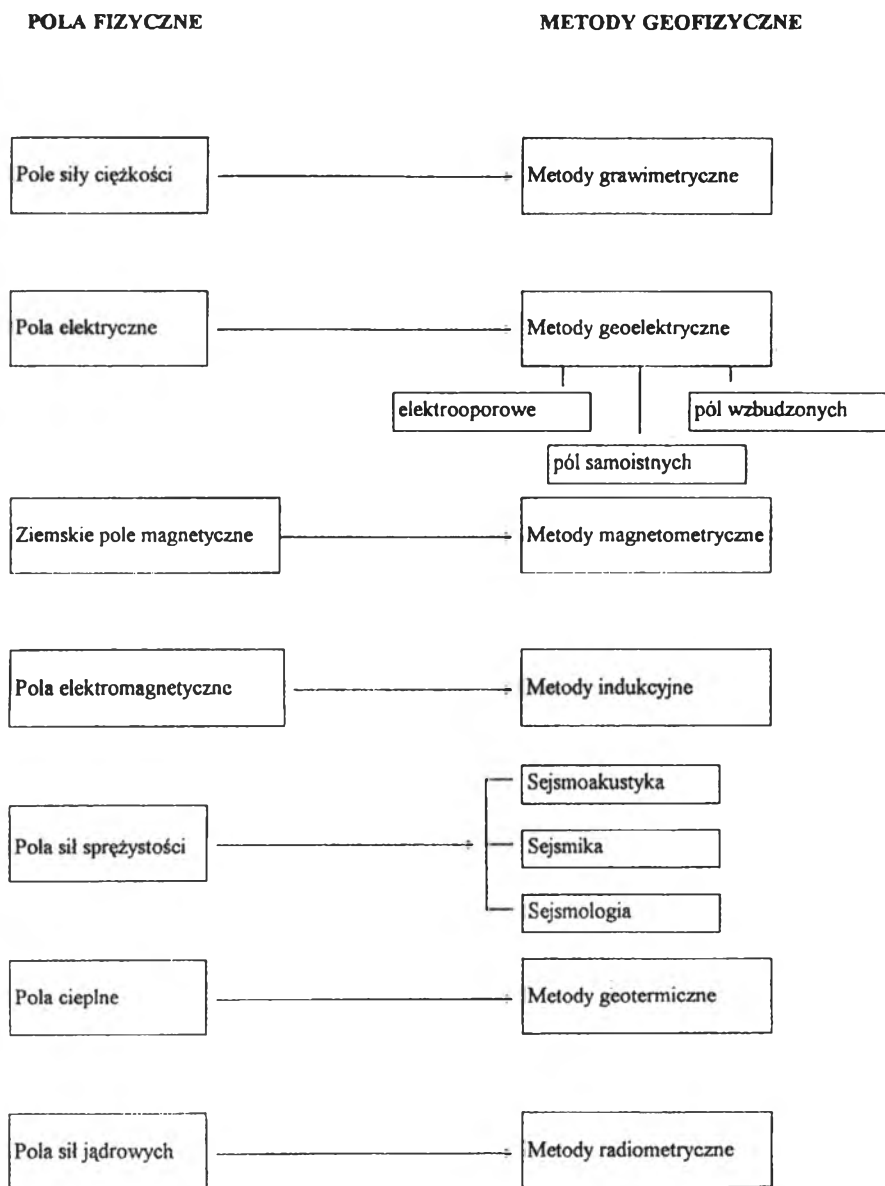 POLA FIZYCZNE METODY GEOFIZYCZNE
Pole siły ciężkości Metody grawimetryczne
Pola elektryczne Metody geoelektryczne
elektrooporowe pól wzbudzonych
pól samoistnych
Ziemskie pole magnetyczne Metody magnetometryczne
Pola elektromagnetyczne Metody indukcyjne
Sejsmoakustyka
Pola sił sprężystości Sejsmika
Sejsmologia
Pola cieplne Metody geotermiczne
Pola sił jądrowych Metody radiometryczne